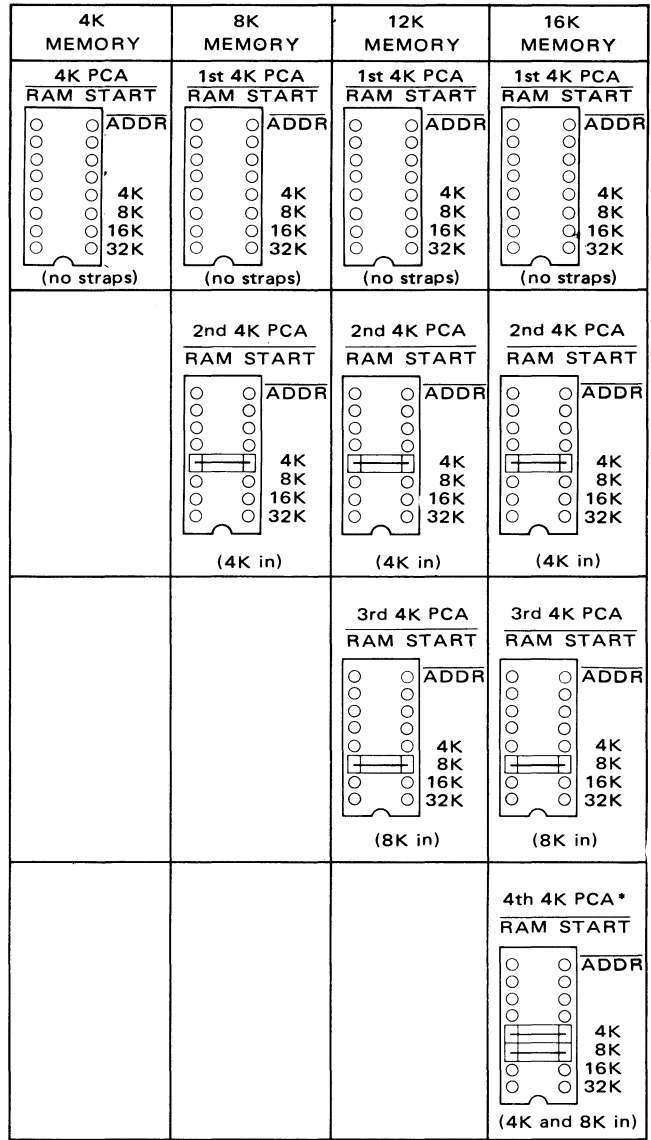 4K MEMORY
8K MEMORY
12K MEMORY
16K MEMORY
4K PCA
RAM START
ADDR
4K
8K
16K
32K
(no straps)
1st 4K PCA
RAM START
ADDR
4K
8K
16K
32K
(no straps)
1st 4K PCA
RAM START
ADDR
4K
8K
16K
32K
(no straps)
1st 4K PCA
RAM START
ADDR
4K
8K
16K
32K
(no straps)
2nd 4K PCA
RAM START
ADDR
4K
8K
16K
32K
(4K in)
2nd 4K PCA
RAM START
ADDR
4K
8K
16K
32K
(4K in)
2nd 4K PCA
RAM START
ADDR
4K
8K
16K
32K
(4K in)
3rd 4K PCA
RAM START
ADDR
4K
8K
16K
32K
(8K in)
3rd 4K PCA
RAM START
ADDR
4K
8K
16K
32K
(8K in)
4th 4K PCA*
RAM START
ADDR
4K
8K
16K
32K
(4K and 8K in)